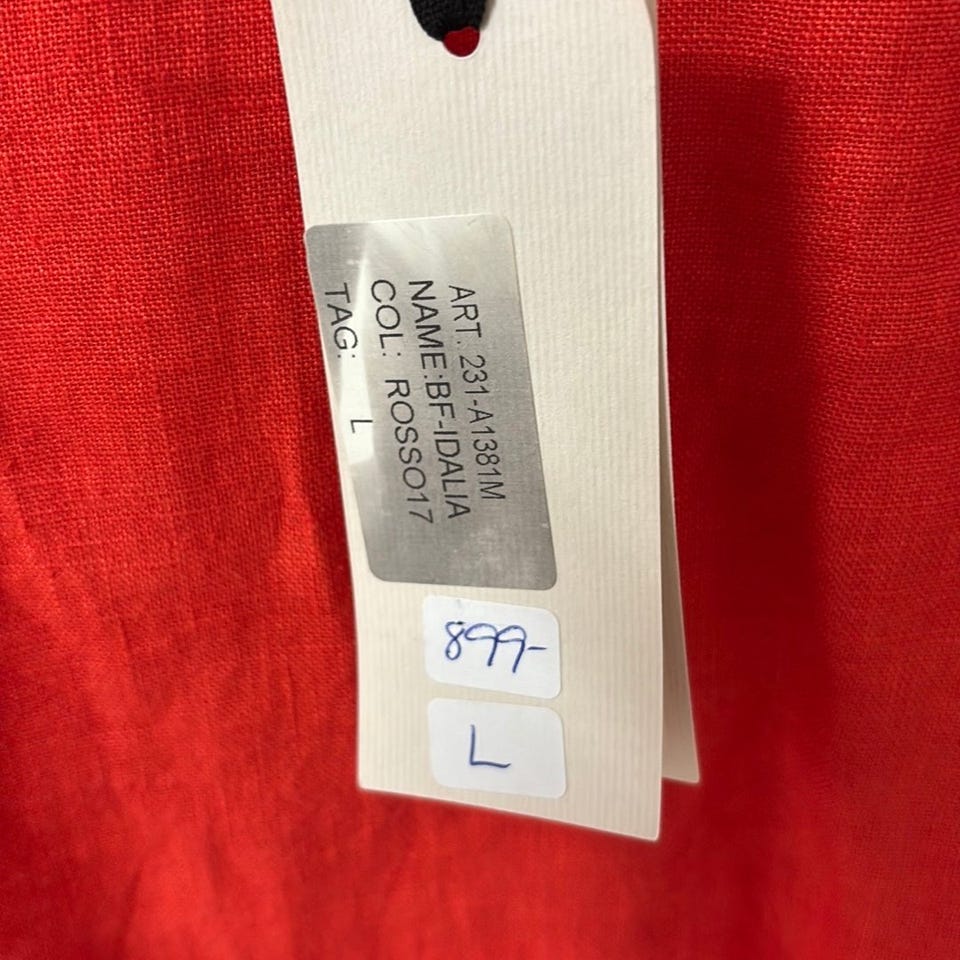 ART. 231-A1381M
NAME:BF-IDALIA
COL: ROSSO17
TAG: L
899-
L